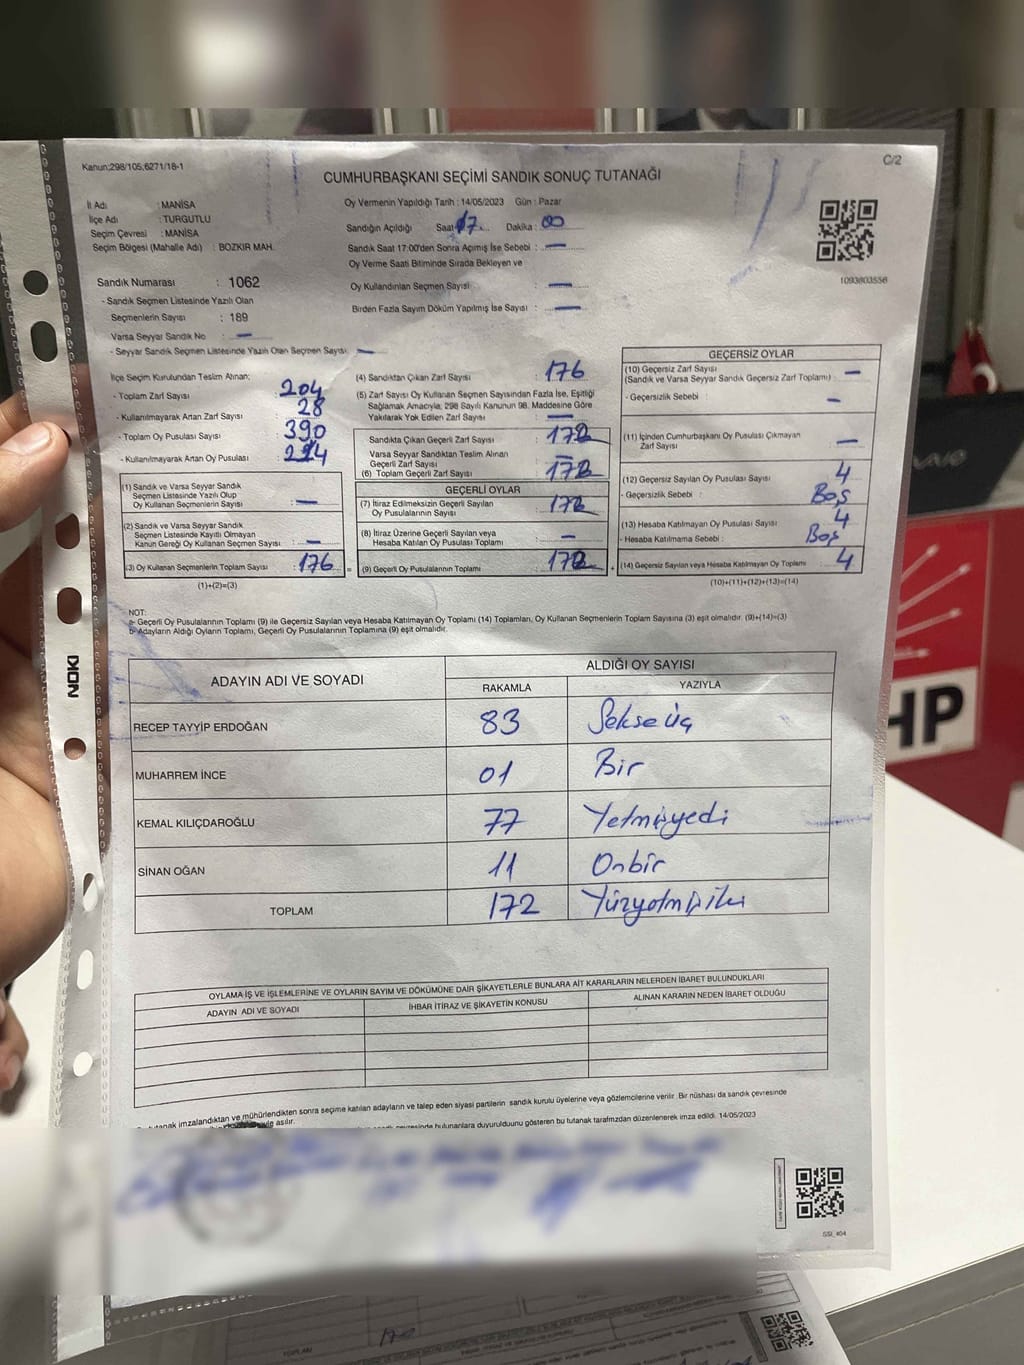 Kanun;298/105,6271/18-1
C/2
CUMHURBAŞKANI SEÇİMİ SANDIK SONUÇ TUTANAĞI
İl Adı : MANİSA
İlçe Adı : TURGUTLU
Seçim Çevresi : MANİSA
Seçim Bölgesi (Mahalle Adı) : BOZKIR MAH.
Oy Vermenin Yapıldığı Tarih : 14/05/2023 Gün : Pazar
Sandığın Açıldığı Saat 17 Dakika : 00
Sandık Saat 17:00'den Sonra Açımış İse Sebebi : —
Oy Verme Saati Bitiminde Sırada Bekleyen ve
Oy Kullandırılan Seçmen Sayısı : —
Birden Fazla Sayım Döküm Yapılmış İse Sayısı : —
1093803556
Sandık Numarası : 1062
- Sandık Seçmen Listesinde Yazılı Olan
Seçmenlerin Sayısı : 189
Varsa Seyyar Sandık No : —
- Seyyar Sandık Seçmen Listesinde Yazılı Olan Seçmen Sayısı: —
İlçe Seçim Kurulundan Teslim Alınan;
- Toplam Zarf Sayısı : 204
- Kullanılmayarak Artan Zarf Sayısı : 28
- Toplam Oy Pusulası Sayısı : 390
- Kullanılmayarak Artan Oy Pusulası : 214
(1) Sandık ve Varsa Seyyar Sandık
Seçmen Listesinde Yazılı Olup
Oy Kullanan Seçmenlerin Sayısı : —
(2) Sandık ve Varsa Seyyar Sandık
Seçmen Listesinde Kayıtlı Olmayan
Kanun Gereği Oy Kullanan Seçmen Sayısı : —
(3) Oy Kullanan Seçmenlerin Toplam Sayısı : 176
(1)+(2)=(3)
(4) Sandıktan Çıkan Zarf Sayısı : 176
(5) Zarf Sayısı Oy Kullanan Seçmen Sayısından Fazla İse, Eşitliği
Sağlamak Amacıyla, 298 Sayılı Kanunun 98. Maddesine Göre
Yakılarak Yok Edilen Zarf Sayısı : —
Sandıkta Çıkan Geçerli Zarf Sayısı : 172
Varsa Seyyar Sandıktan Teslim Alınan
Geçerli Zarf Sayısı : —
(6) Toplam Geçerli Zarf Sayısı : 172
GEÇERLİ OYLAR
(7) İtiraz Edilmeksizin Geçerli Sayılan
Oy Pusulalarının Sayısı : 172
(8) İtiraz Üzerine Geçerli Sayılan veya
Hesaba Katılan Oy Pusulası Toplamı : —
= (9) Geçerli Oy Pusulalarının Toplamı : 172
GEÇERSİZ OYLAR
(10) Geçersiz Zarf Sayısı
(Sandık ve Varsa Seyyar Sandık Geçersiz Zarf Toplamı) : —
- Geçersizlik Sebebi : —
(11) İçinden Cumhurbaşkanı Oy Pusulası Çıkmayan
Zarf Sayısı : —
(12) Geçersiz Sayılan Oy Pusulası Sayısı : 4
- Geçersizlik Sebebi : Boş
(13) Hesaba Katılmayan Oy Pusulası Sayısı : 4
- Hesaba Katılmama Sebebi : Boş
+ (14) Geçersiz Sayılan veya Hesaba Katılmayan Oy Toplamı : 4
(10)+(11)+(12)+(13)=(14)
NOT:
a- Geçerli Oy Pusulalarının Toplamı (9) ile Geçersiz Sayılan veya Hesaba Katılmayan Oy Toplamı (14) Toplamları, Oy Kullanan Seçmenlerin Toplam Sayısına (3) eşit olmalıdır. (9)+(14)=(3)
b- Adayların Aldığı Oyların Toplamı, Geçerli Oy Pusulalarının Toplamına (9) eşit olmalıdır.
ADAYIN ADI VE SOYADI
ALDIĞI OY SAYISI
RAKAMLA YAZIYLA
RECEP TAYYİP ERDOĞAN 83 Sekse üç
MUHARREM İNCE 01 Bir
KEMAL KILIÇDAROĞLU 77 Yetmişyedi
SİNAN OĞAN 11 Onbir
TOPLAM 172 Yüzyetmişiki
OYLAMA İŞ VE İŞLEMLERİNE VE OYLARIN SAYIM VE DÖKÜMÜNE DAİR ŞİKAYETLERLE BUNLARA AİT KARARLARIN NELERDEN İBARET BULUNDUKLARI
ADAYIN ADI VE SOYADI İHBAR İTİRAZ VE ŞİKAYETİN KONUSU ALINAN KARARIN NEDEN İBARET OLDUĞU
imzalandıktan ve mühürlendikten sonra seçime katılan adayların ve talep eden siyasi partilerin sandık kurulu üyelerine veya gözlemcilerine verilir. Bir nüshası da sandık çevresinde
asılır.
bulunanlara duyurulduunu gösteren bu tutanak tarafımızdan düzenlenerek imza edildi. 14/05/2023
SSI_404
NOKI
HP
VAIO
TOPLAM